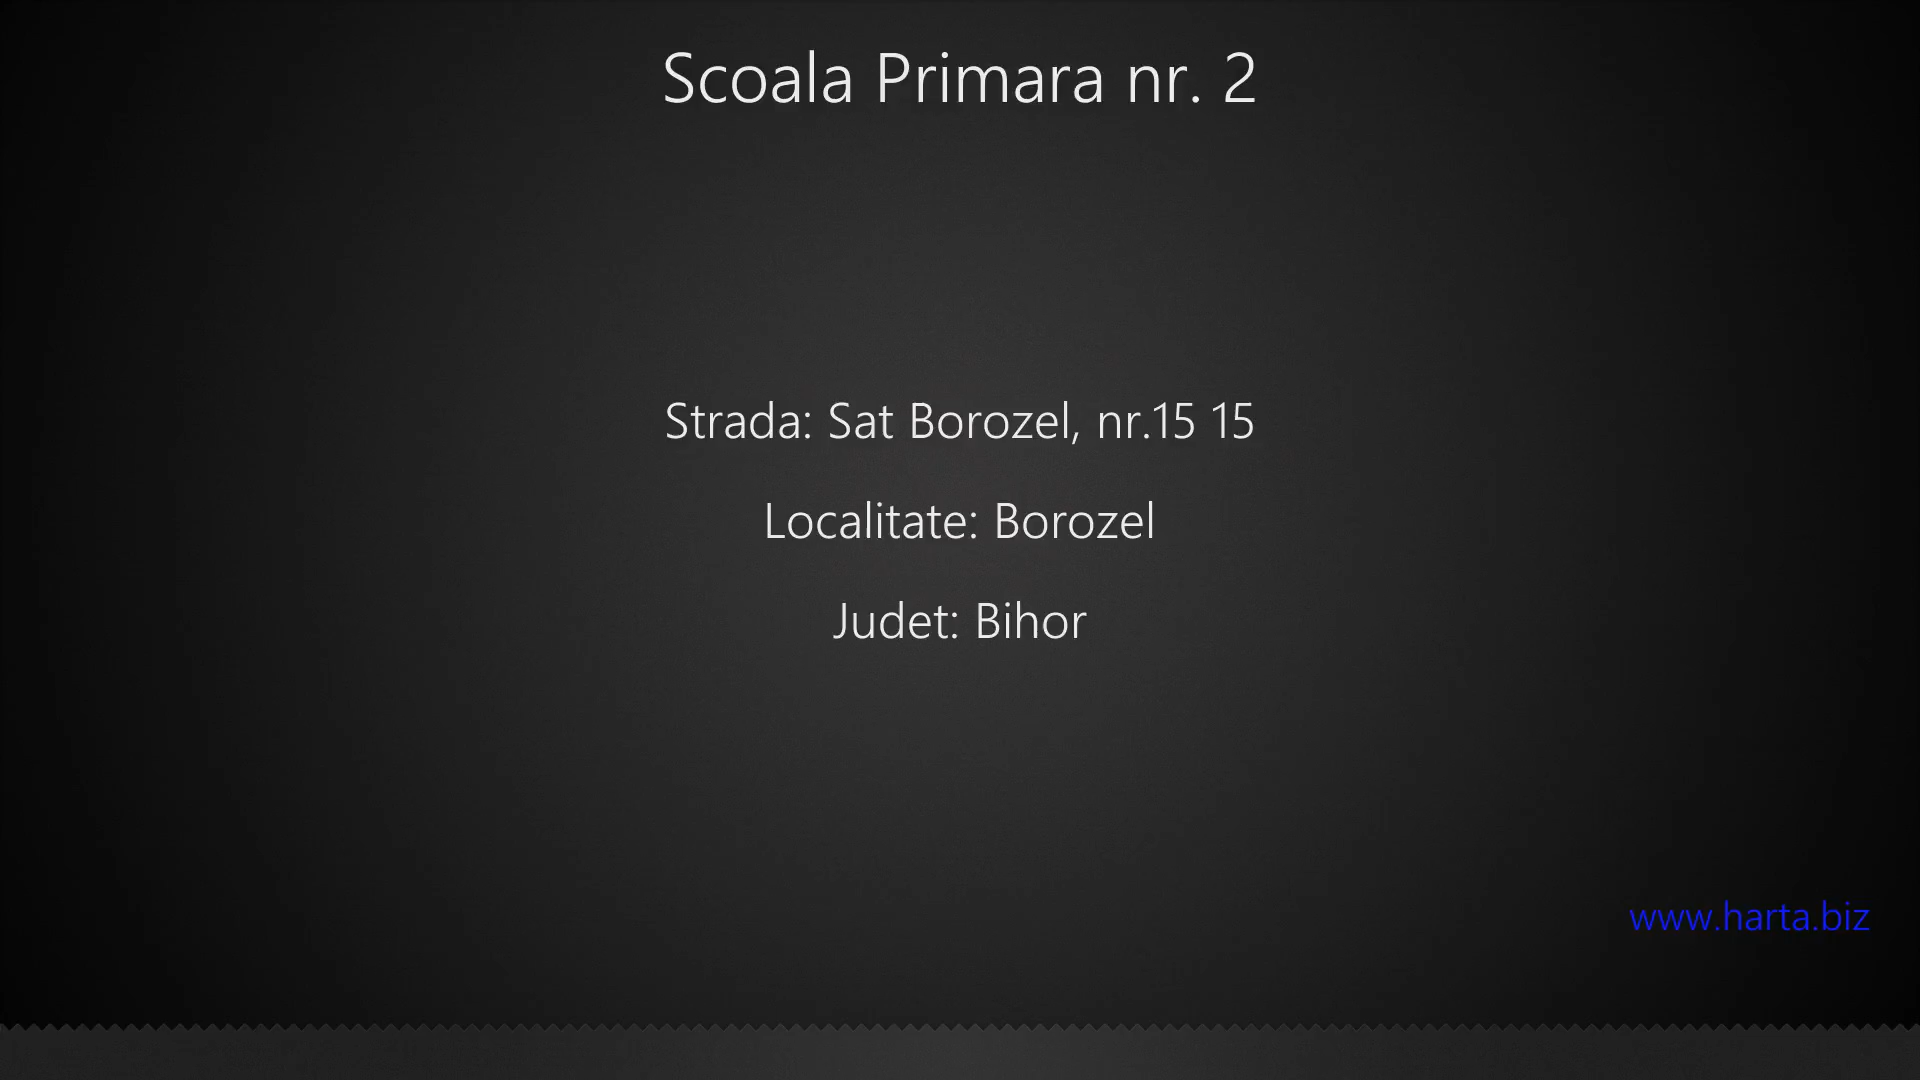 Scoala Primara nr. 2
Strada: Sat Borozel, nr.15 15
Localitate: Borozel
Judet: Bihor
www.harta.biz